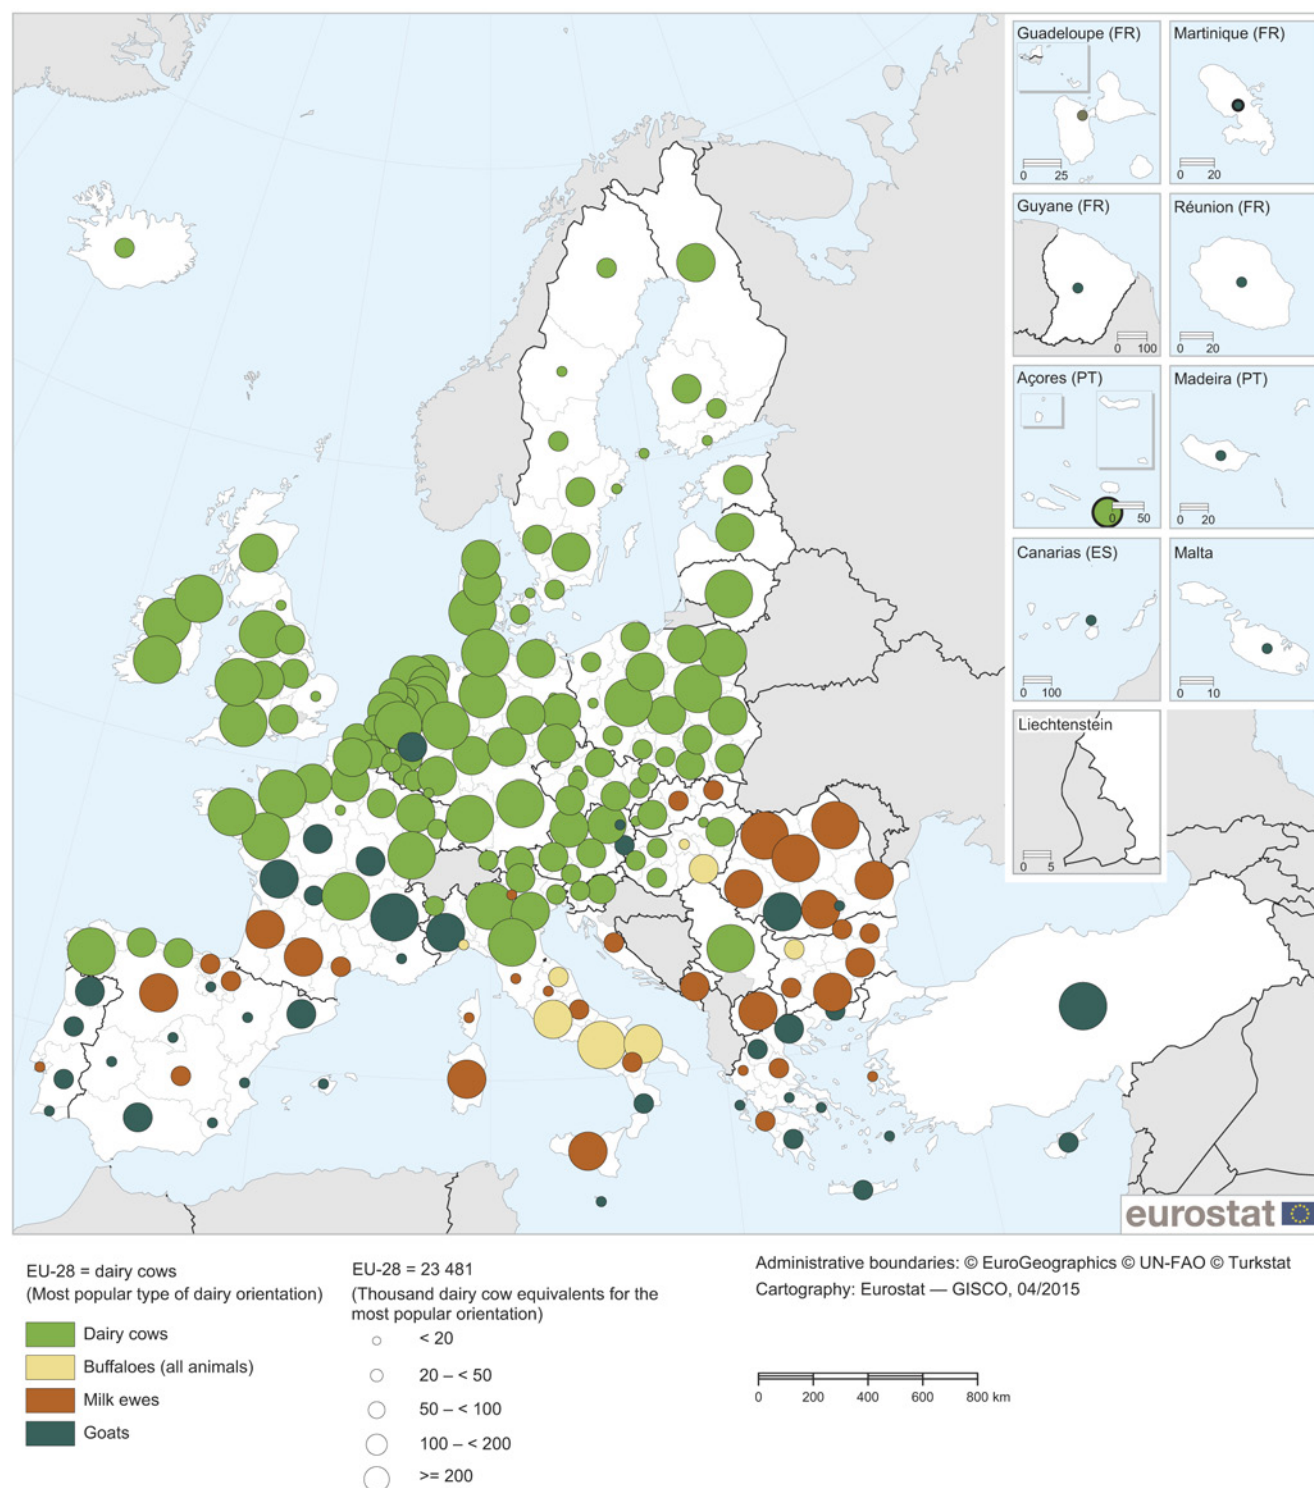 Guadeloupe (FR)
0 25
Martinique (FR)
0 20
Guyane (FR)
0 100
Réunion (FR)
0 20
Açores (PT)
0 50
Madeira (PT)
0 20
Canarias (ES)
0 100
Malta
0 10
Liechtenstein
0 5
eurostat
EU-28 = dairy cows
(Most popular type of dairy orientation)
Dairy cows
Buffaloes (all animals)
Milk ewes
Goats
EU-28 = 23 481
(Thousand dairy cow equivalents for the
most popular orientation)
< 20
20 – < 50
50 – < 100
100 – < 200
>= 200
Administrative boundaries: © EuroGeographics © UN-FAO © Turkstat
Cartography: Eurostat — GISCO, 04/2015
0 200 400 600 800 km